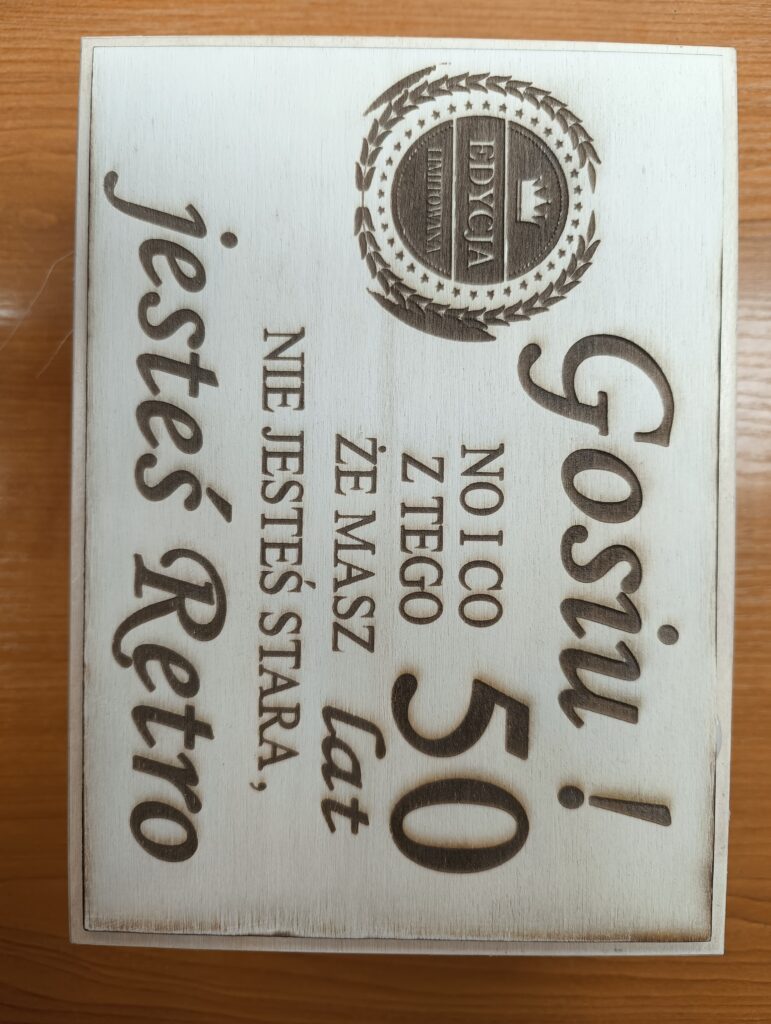 EDYCJA
LIMITOWANA
Gosiu !
NO I CO
Z TEGO
ŻE MASZ
50
lat
NIE JESTEŚ STARA,
jesteś Retro